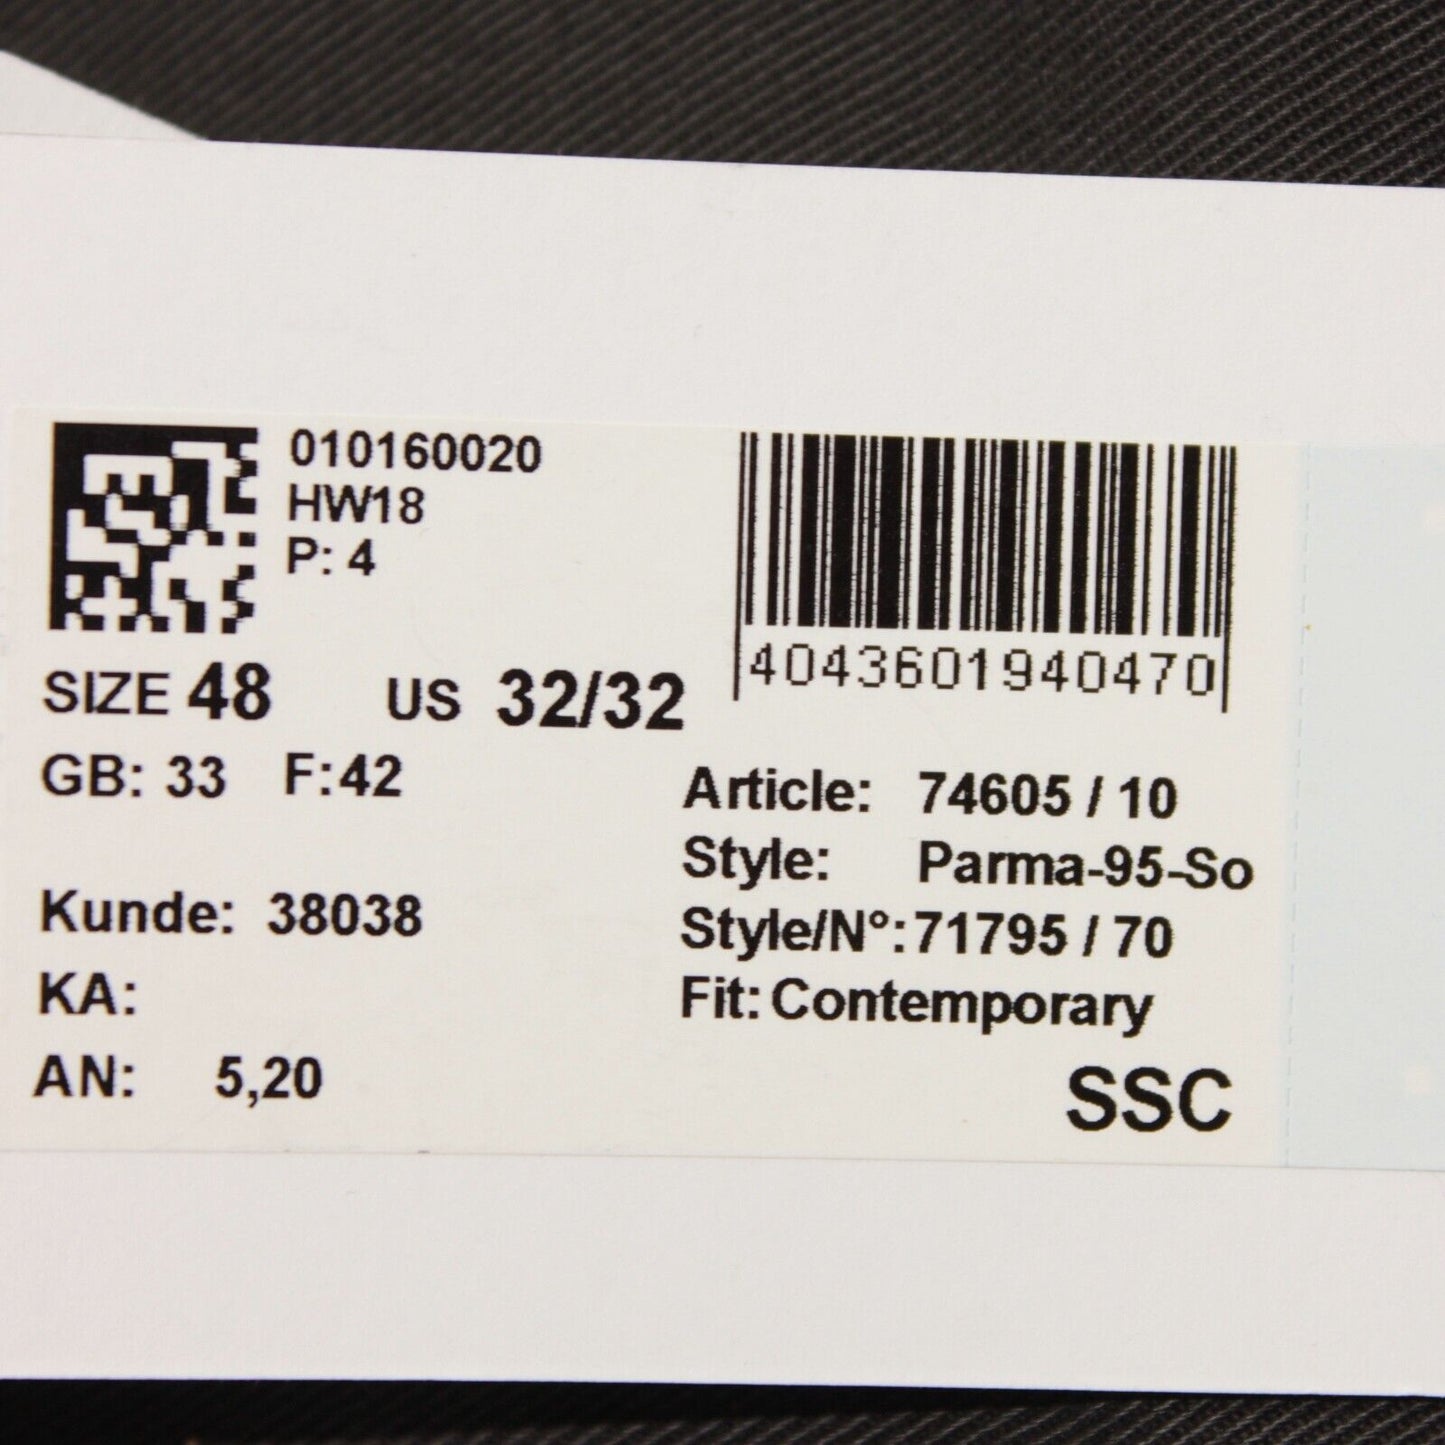 010160020
HW18
P: 4
4043601940470
SIZE 48 US 32/32
GB: 33 F:42
Kunde: 38038
KA:
AN: 5,20
Article: 74605 / 10
Style: Parma-95-So
Style/N°: 71795 / 70
Fit: Contemporary
SSC